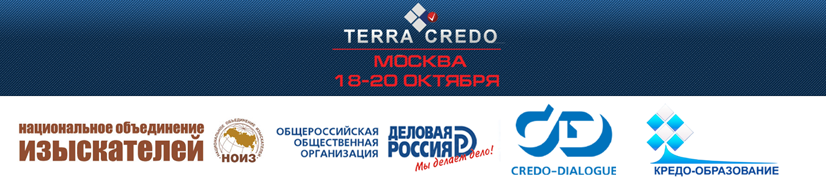 TERRA CREDO
МОСКВА
18-20 ОКТЯБРЯ
национальное объединение
ИЗЫСКАТЕЛЕЙ
НОИЗ
ОБЩЕРОССИЙСКАЯ
ОБЩЕСТВЕННАЯ
ОРГАНИЗАЦИЯ
ДЕЛОВАЯ
РОССИЯ
Мы делаем дело!
CREDO-DIALOGUE
КРЕДО-ОБРАЗОВАНИЕ